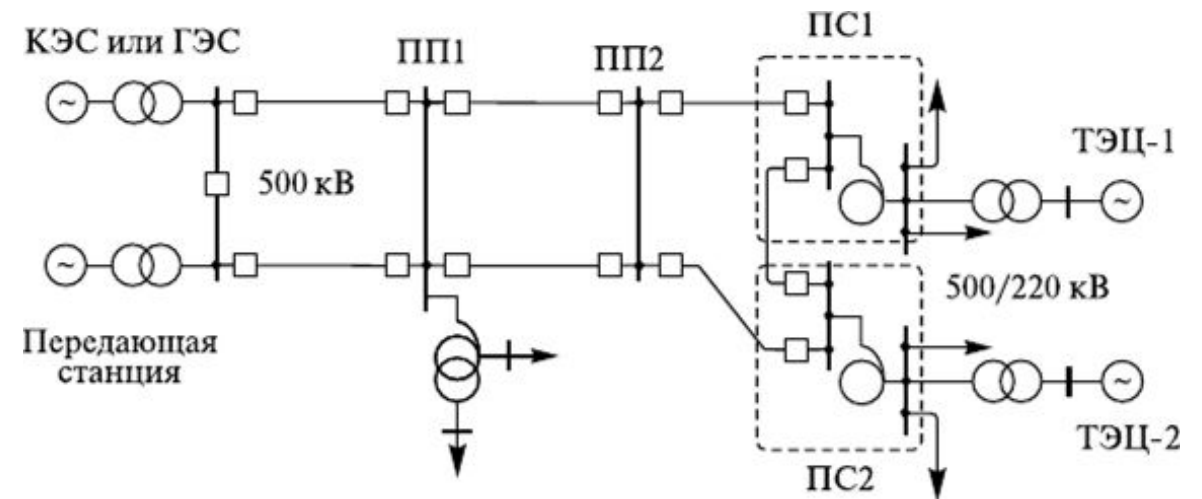 КЭС или ГЭС
ПП1
ПП2
ПС1
~
500 кВ
ТЭЦ-1
~
~
500/220 кВ
Передающая
станция
~
ТЭЦ-2
ПС2